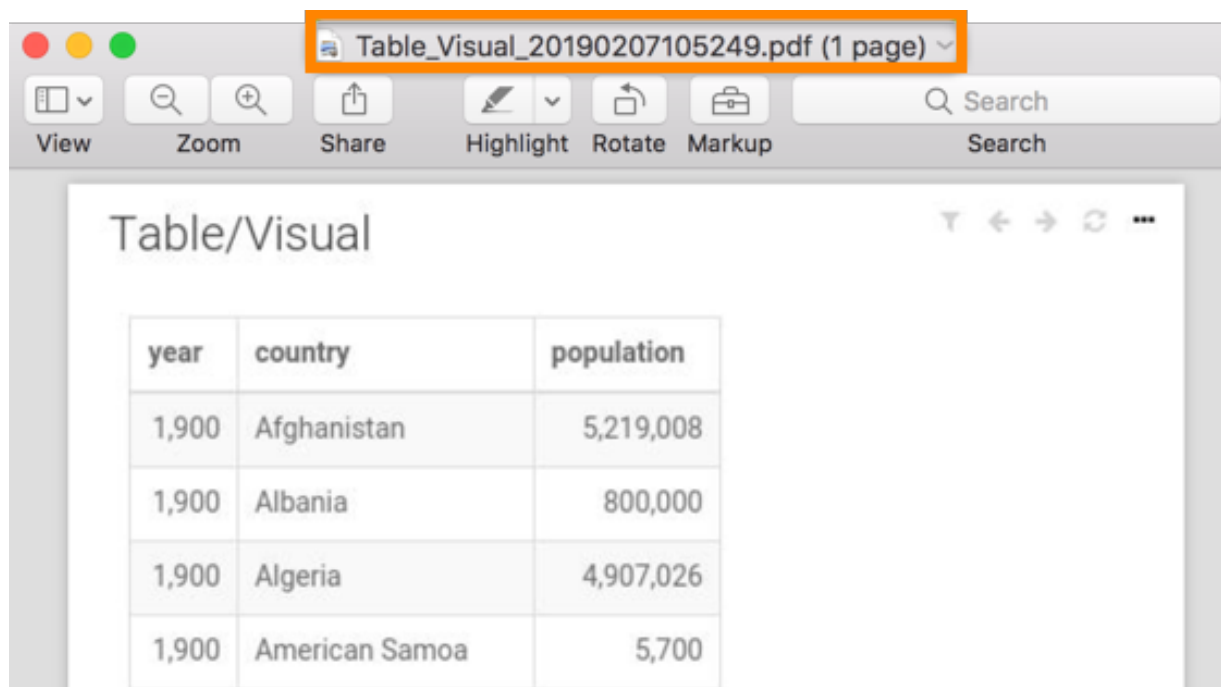 Table_Visual_20190207105249.pdf (1 page)
Search
View Zoom Share Highlight Rotate Markup Search
Table/Visual
year country population
1,900 Afghanistan 5,219,008
1,900 Albania 800,000
1,900 Algeria 4,907,026
1,900 American Samoa 5,700